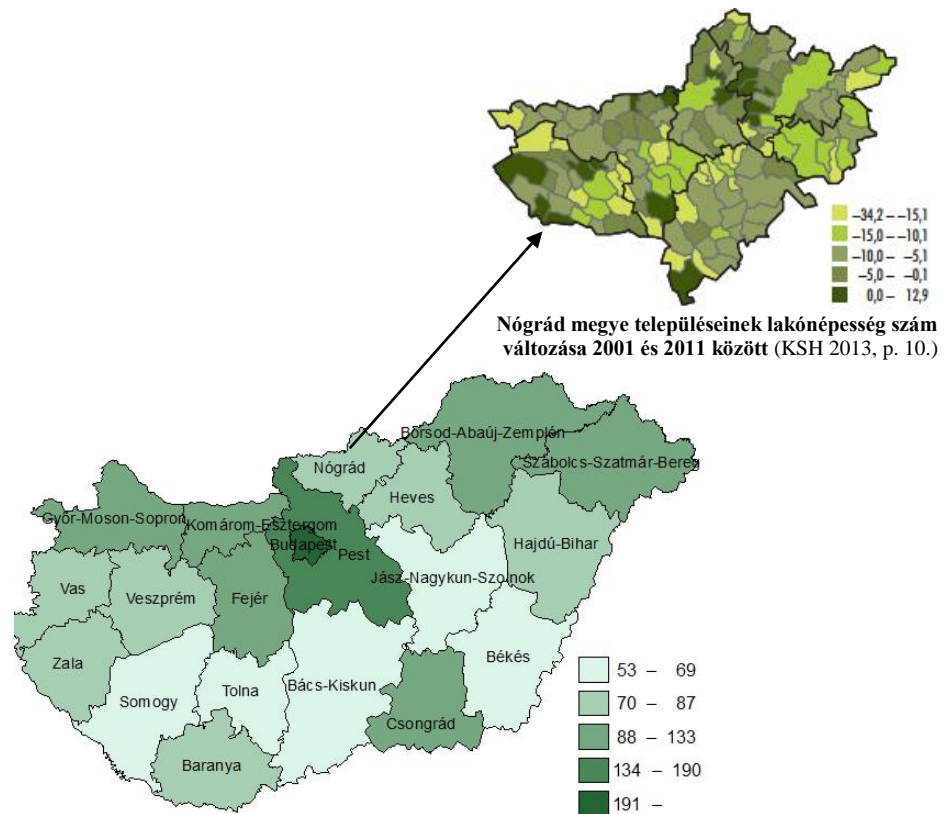 –34,2 – –15,1
–15,0 – –10,1
–10,0 – –5,1
–5,0 – –0,1
0,0 – 12,9
Nógrád megye településeinek lakónépesség szám
változása 2001 és 2011 között (KSH 2013, p. 10.)
Borsod-Abaúj-Zemplén
Szabolcs-Szatmár-Bereg
Nógrád
Heves
Győr-Moson-Sopron
Komárom-Esztergom
Budapest
Pest
Hajdú-Bihar
Jász-Nagykun-Szolnok
Vas
Veszprém
Fejér
Zala
Somogy
Tolna
Bács-Kiskun
Békés
Csongrád
Baranya
53 – 69
70 – 87
88 – 133
134 – 190
191 –